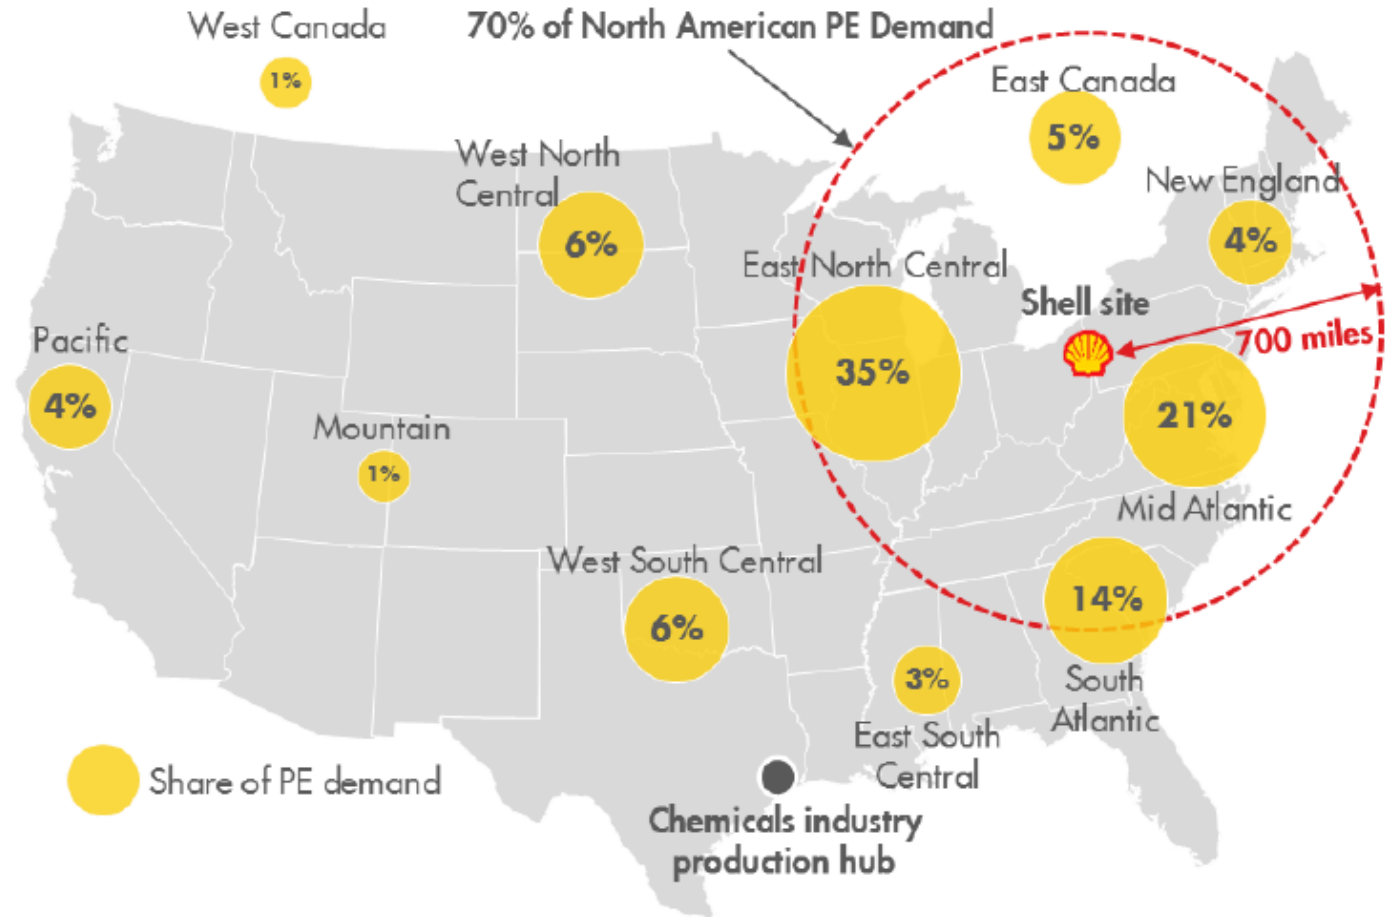 West Canada
1%
70% of North American PE Demand
East Canada
5%
West North
Central
6%
New England
4%
East North Central
35%
Shell site
700 miles
Pacific
4%
21%
Mid Atlantic
Mountain
1%
West South Central
6%
14%
South
Atlantic
3%
East South
Central
Share of PE demand
Chemicals industry
production hub